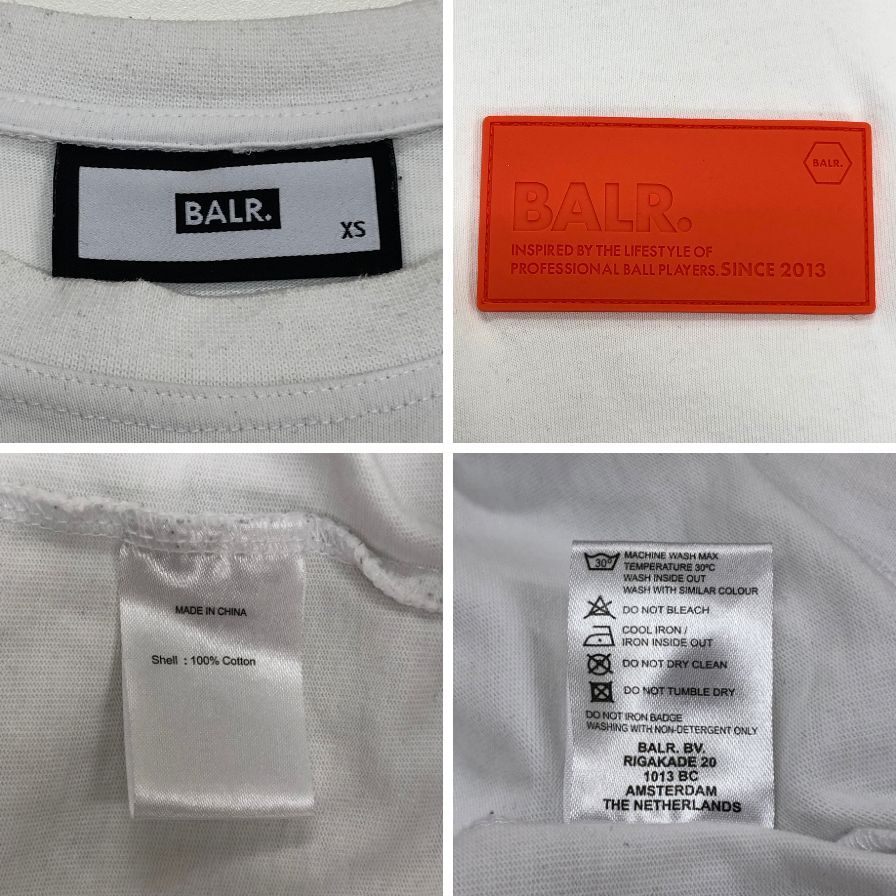 BALR.
XS
BALR.
BALR.
INSPIRED BY THE LIFESTYLE OF
PROFESSIONAL BALL PLAYERS. SINCE 2013
MADE IN CHINA
Shell : 100% Cotton
30°
MACHINE WASH MAX
TEMPERATURE 30ºC
WASH INSIDE OUT
WASH WITH SIMILAR COLOUR
DO NOT BLEACH
COOL IRON /
IRON INSIDE OUT
DO NOT DRY CLEAN
DO NOT TUMBLE DRY
DO NOT IRON BADGE
WASHING WITH NON-DETERGENT ONLY
BALR. BV.
RIGAKADE 20
1013 BC
AMSTERDAM
THE NETHERLANDS